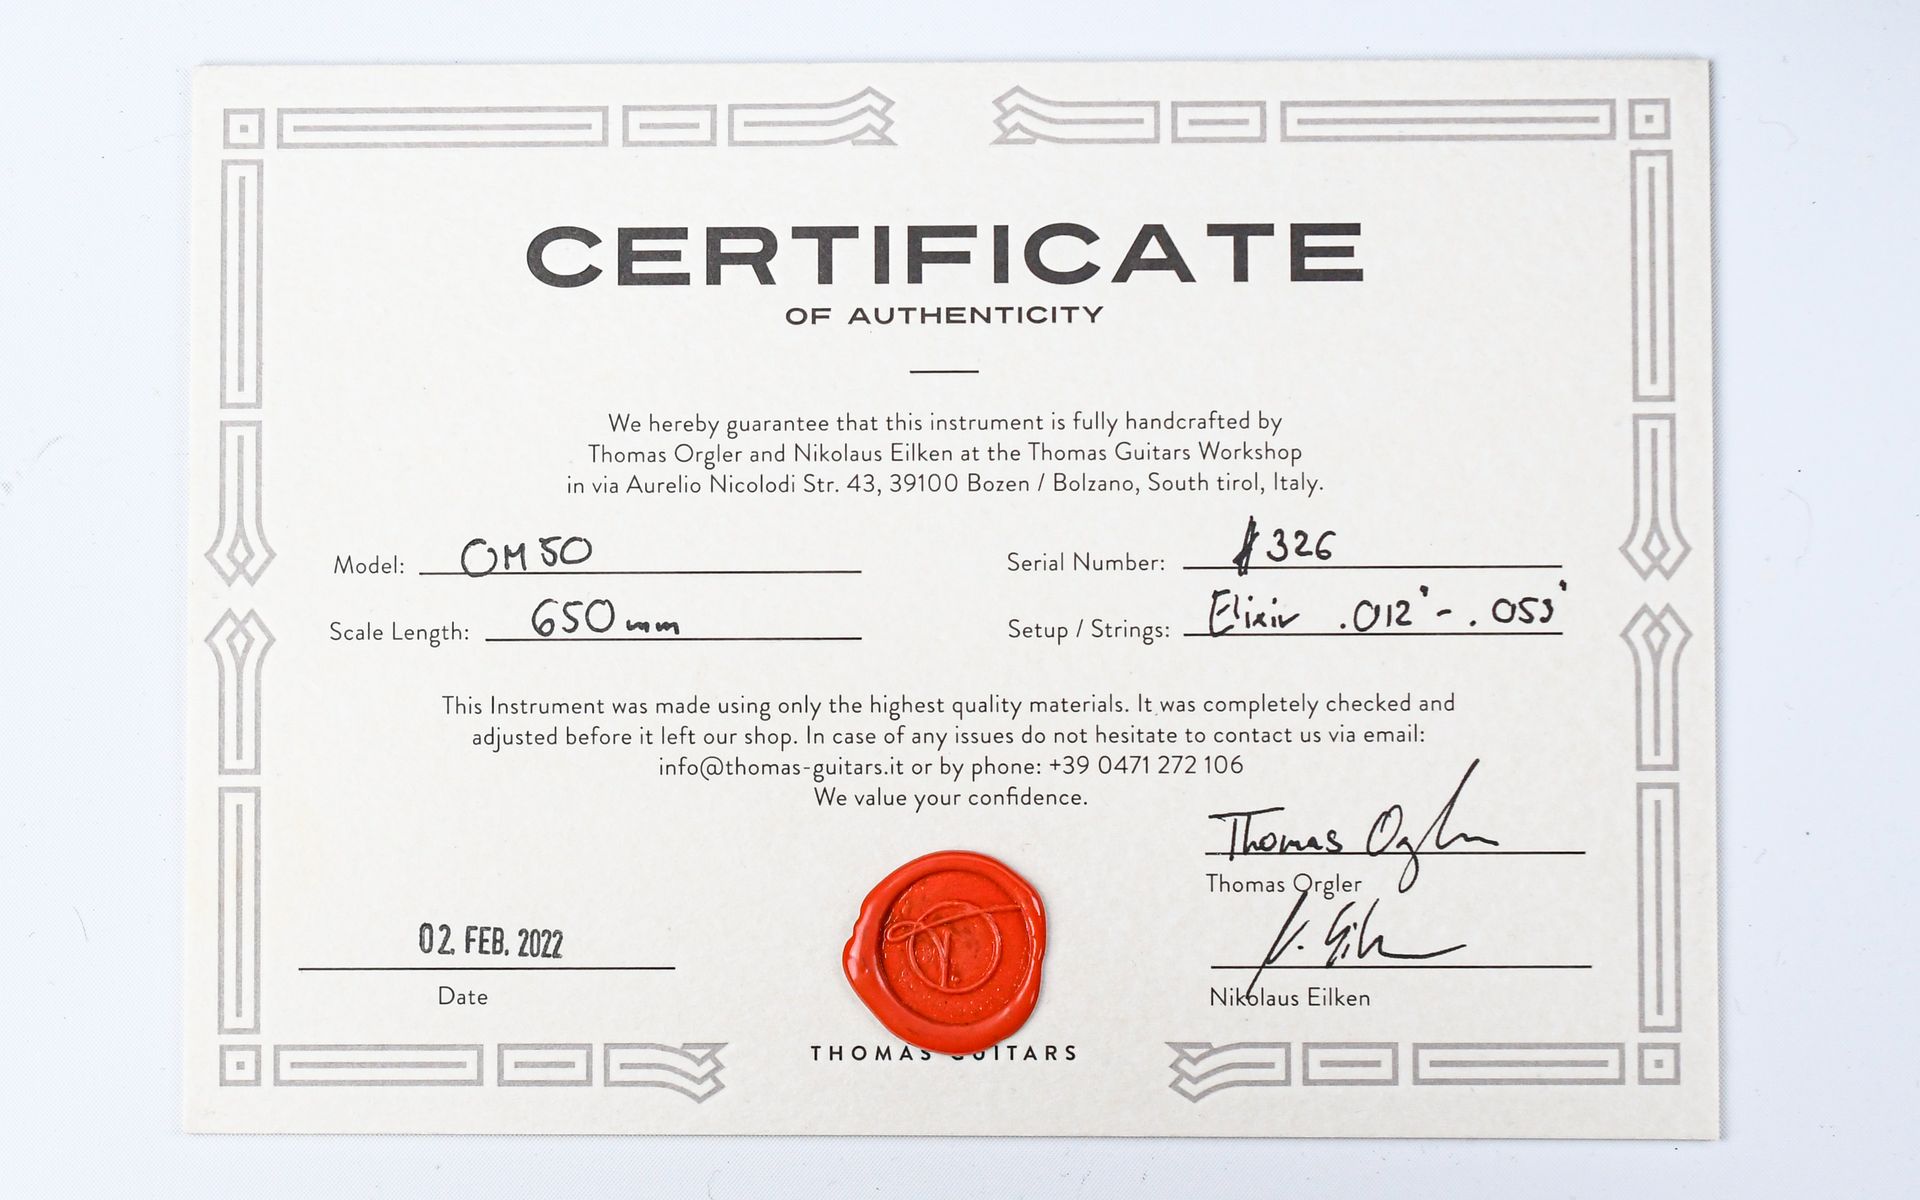 CERTIFICATE
OF AUTHENTICITY
We hereby guarantee that this instrument is fully handcrafted by
Thomas Orgler and Nikolaus Eilken at the Thomas Guitars Workshop
in via Aurelio Nicolodi Str. 43, 39100 Bozen / Bolzano, South tirol, Italy.
Model: OM50 Serial Number: #326
Scale Length: 650mm Setup / Strings: Elixir .012" - .053"
This Instrument was made using only the highest quality materials. It was completely checked and
adjusted before it left our shop. In case of any issues do not hesitate to contact us via email:
info@thomas-guitars.it or by phone: +39 0471 272 106
We value your confidence.
Thomas Orgler
Thomas Orgler
N. Eilken
02. FEB. 2022
Date
Nikolaus Eilken
THOMAS GUITARS